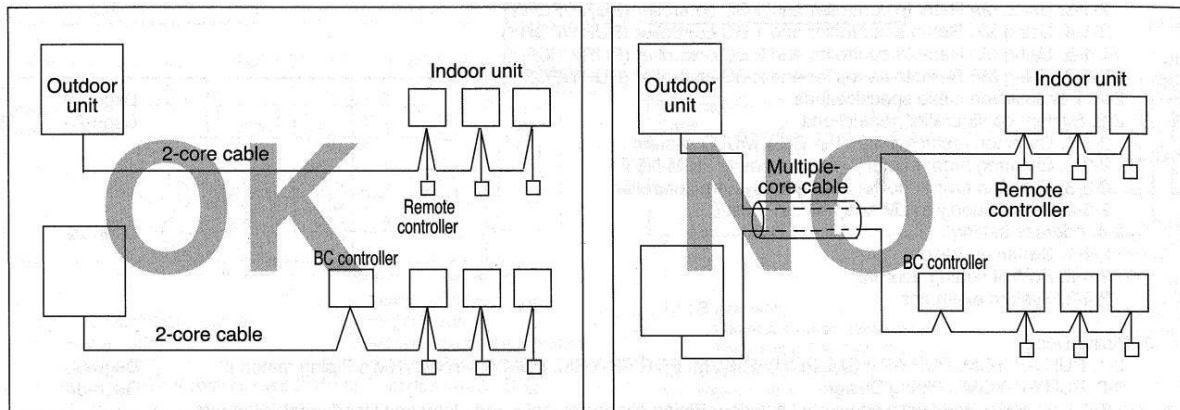 Outdoor
unit
Indoor unit
2-core cable
Remote
controller
OK
BC controller
2-core cable
Outdoor
unit
Indoor unit
Multiple-
core cable
Remote
controller
NO
BC controller